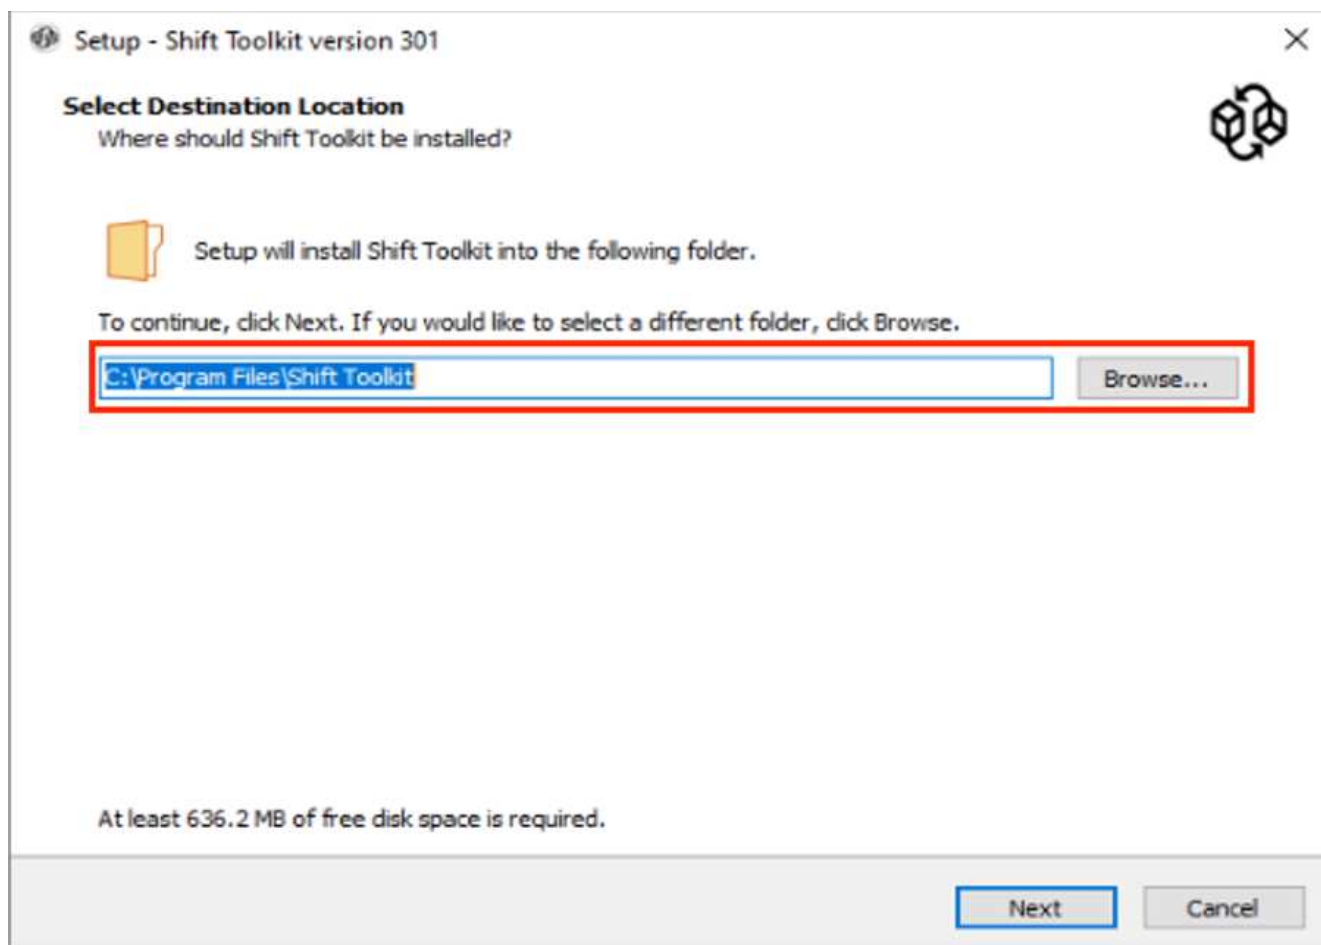 Setup - Shift Toolkit version 301
Select Destination Location
Where should Shift Toolkit be installed?
Setup will install Shift Toolkit into the following folder.
To continue, click Next. If you would like to select a different folder, click Browse.
C:\Program Files\Shift Toolkit
Browse...
At least 636.2 MB of free disk space is required.
Next
Cancel